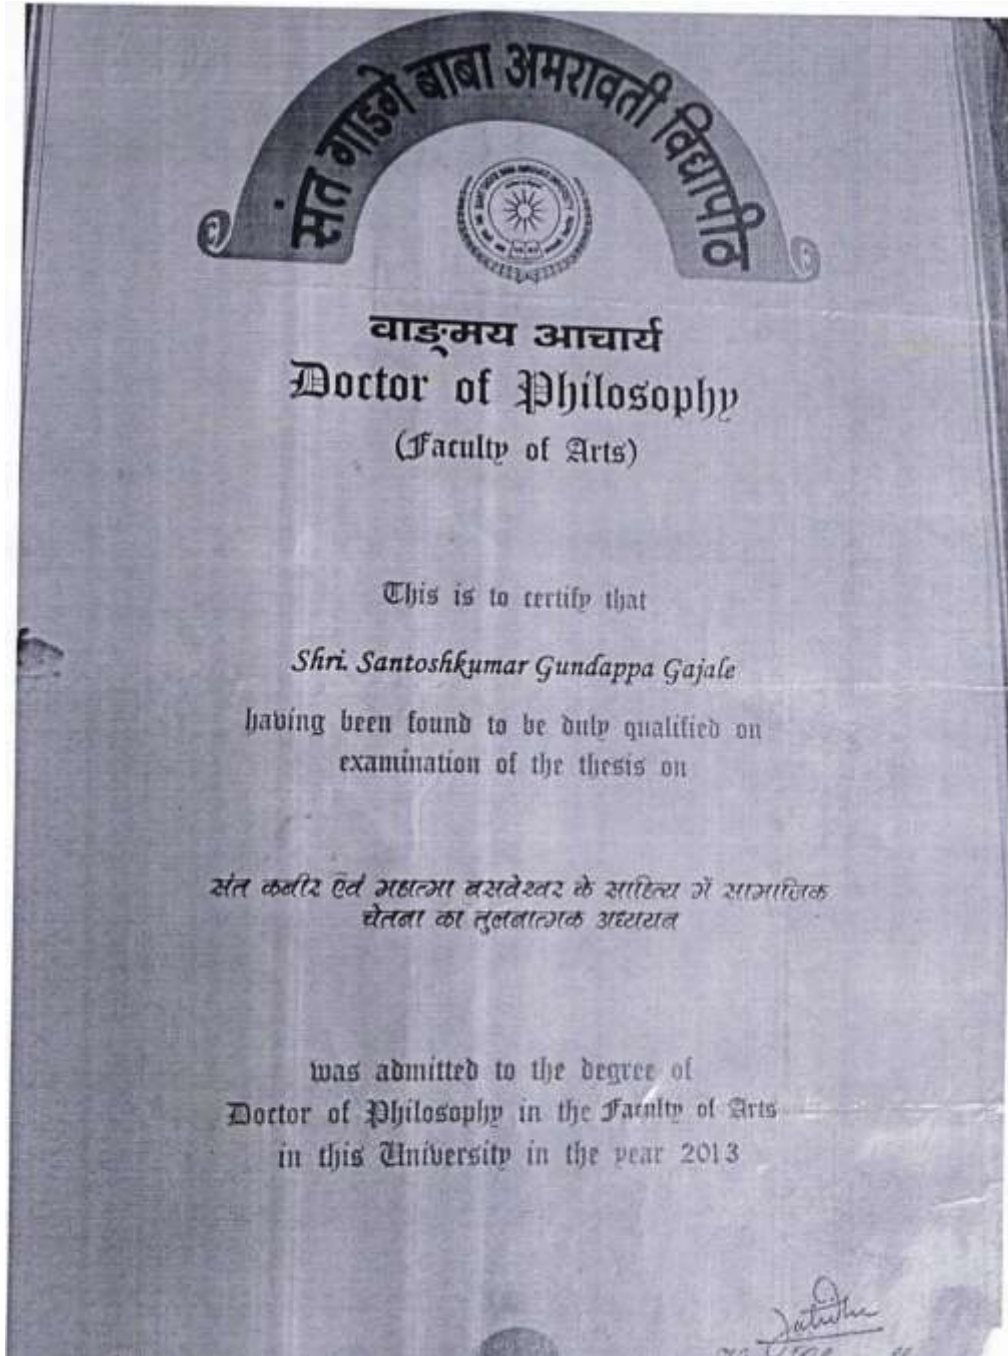 संत गाडगे बाबा अमरावती विद्यापीठ
वाङ्‌मय आचार्य
Doctor of Philosophy
(Faculty of Arts)
This is to certify that
Shri. Santoshkumar Gundappa Gajale
having been found to be duly qualified on
examination of the thesis on
संत कबीर एवं महात्मा बसवेश्वर के साहित्य में सामाजिक
चेतना का तुलनात्मक अध्ययन
was admitted to the degree of
Doctor of Philosophy in the Faculty of Arts
in this University in the year 2013